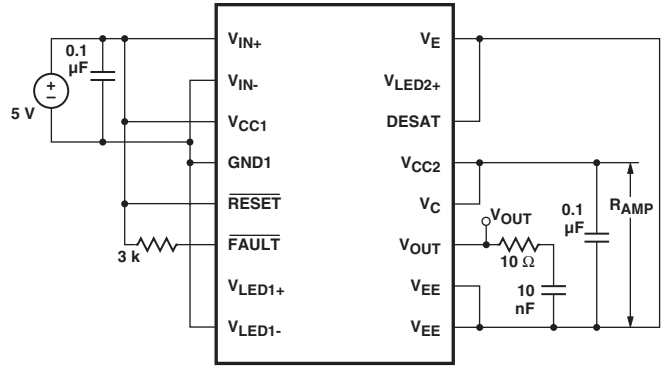 5 V
0.1
µF
3 k
V_IN+
V_IN-
V_CC1
GND1
RESET
FAULT
V_LED1+
V_LED1-
V_E
V_LED2+
DESAT
V_CC2
V_C
V_OUT
V_EE
V_EE
V_OUT
10 Ω
10
nF
0.1
µF
R_AMP